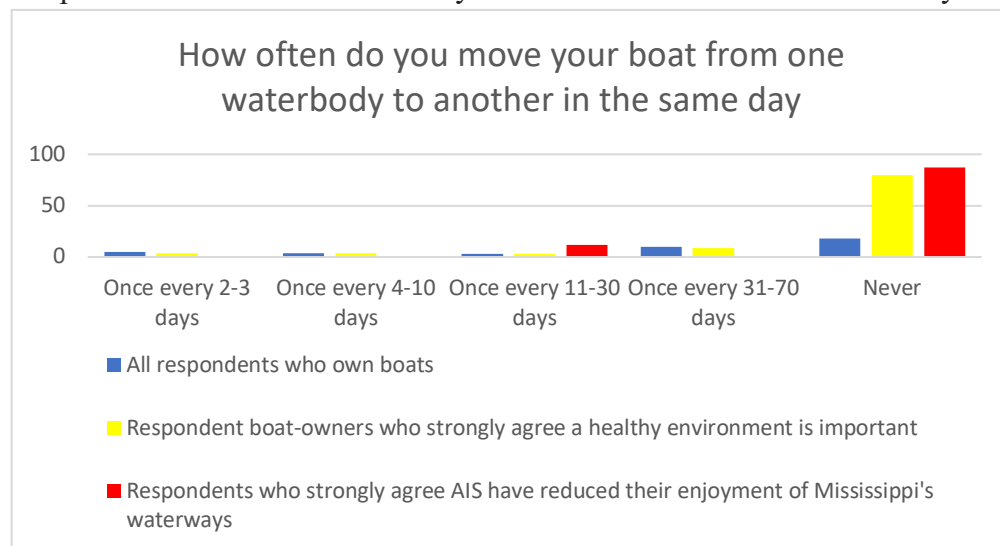 How often do you move your boat from one
waterbody to another in the same day
100
50
0
Once every 2-3
days
Once every 4-10
days
Once every 11-30
days
Once every 31-70
days
Never
All respondents who own boats
Respondent boat-owners who strongly agree a healthy environment is important
Respondents who strongly agree AIS have reduced their enjoyment of Mississippi's
waterways